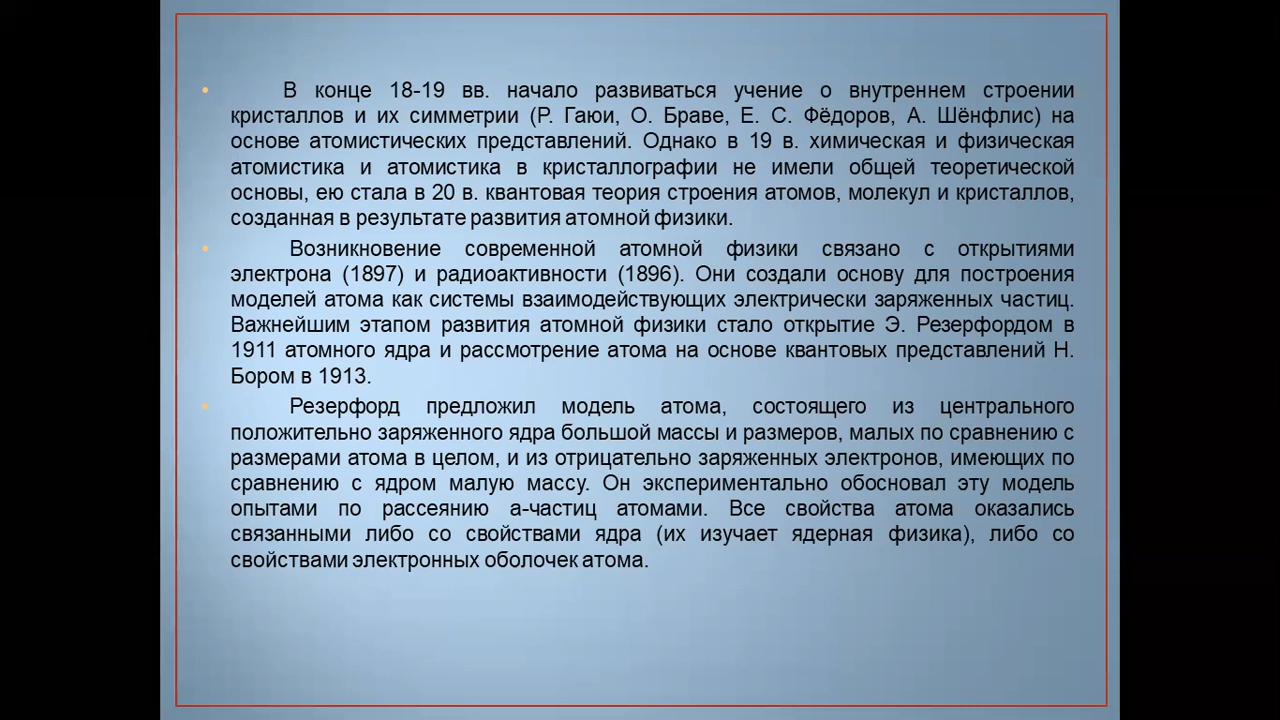 В конце 18-19 вв. начало развиваться учение о внутреннем строении
кристаллов и их симметрии (Р. Гаюи, О. Браве, Е. С. Фёдоров, А. Шёнфлис) на
основе атомистических представлений. Однако в 19 в. химическая и физическая
атомистика и атомистика в кристаллографии не имели общей теоретической
основы, ею стала в 20 в. квантовая теория строения атомов, молекул и кристаллов,
созданная в результате развития атомной физики.
Возникновение современной атомной физики связано с открытиями
электрона (1897) и радиоактивности (1896). Они создали основу для построения
моделей атома как системы взаимодействующих электрически заряженных частиц.
Важнейшим этапом развития атомной физики стало открытие Э. Резерфордом в
1911 атомного ядра и рассмотрение атома на основе квантовых представлений Н.
Бором в 1913.
Резерфорд предложил модель атома, состоящего из центрального
положительно заряженного ядра большой массы и размеров, малых по сравнению с
размерами атома в целом, и из отрицательно заряженных электронов, имеющих по
сравнению с ядром малую массу. Он экспериментально обосновал эту модель
опытами по рассеянию а-частиц атомами. Все свойства атома оказались
связанными либо со свойствами ядра (их изучает ядерная физика), либо со
свойствами электронных оболочек атома.